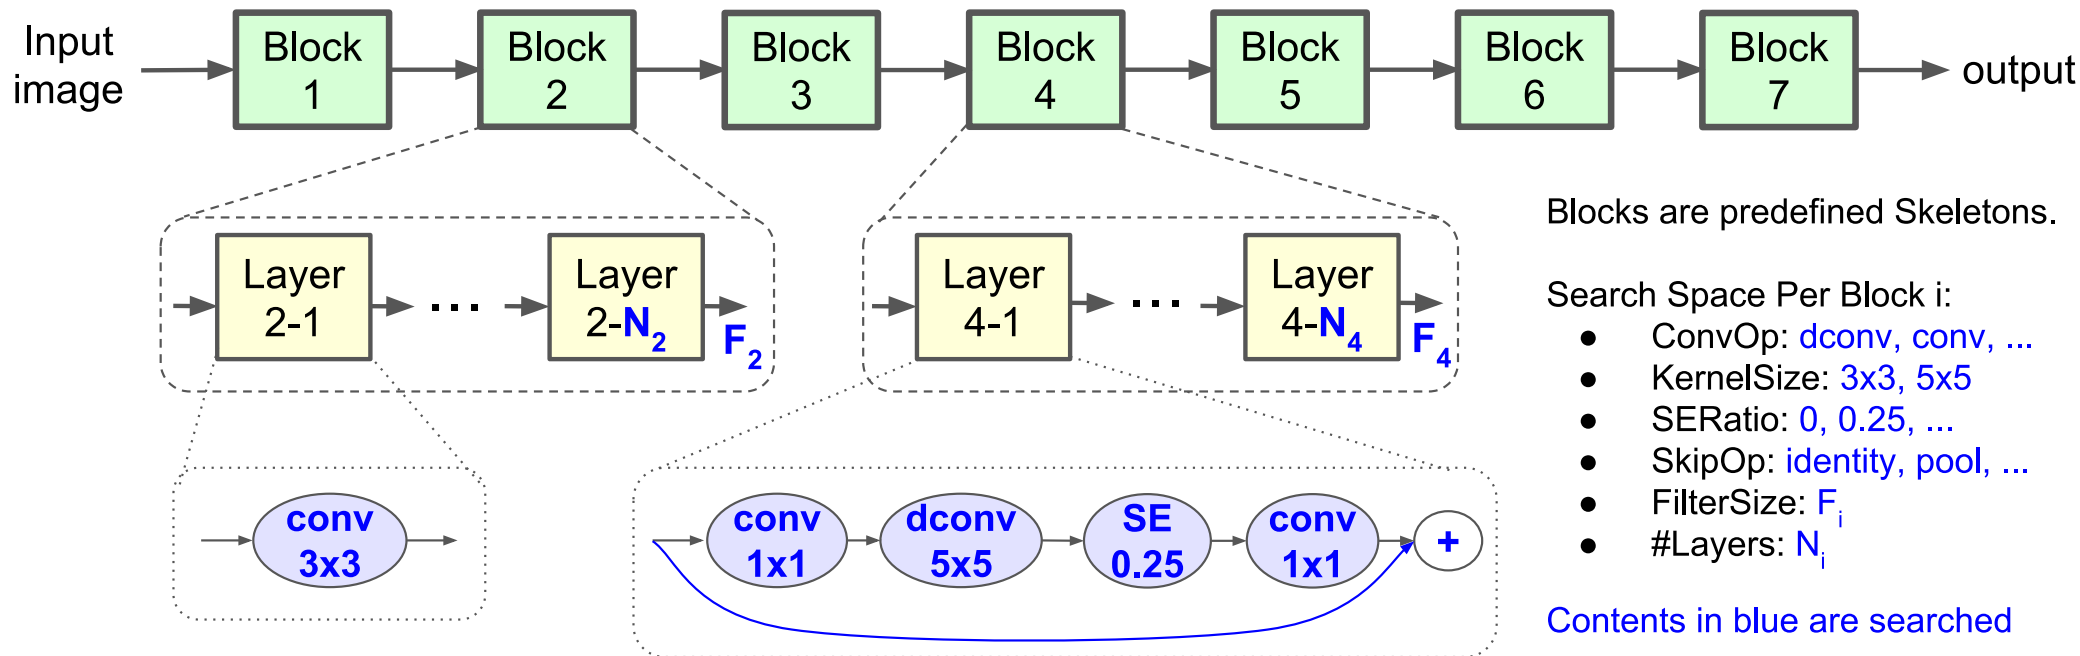 Input
image
Block
1
Block
2
Block
3
Block
4
Block
5
Block
6
Block
7
output
Layer
2-1
...
Layer
2-N2
F2
Layer
4-1
...
Layer
4-N4
F4
conv
3x3
conv
1x1
dconv
5x5
SE
0.25
conv
1x1
+
Blocks are predefined Skeletons.
Search Space Per Block i:
● ConvOp: dconv, conv, ...
● KernelSize: 3x3, 5x5
● SERatio: 0, 0.25, ...
● SkipOp: identity, pool, ...
● FilterSize: Fi
● #Layers: Ni
Contents in blue are searched